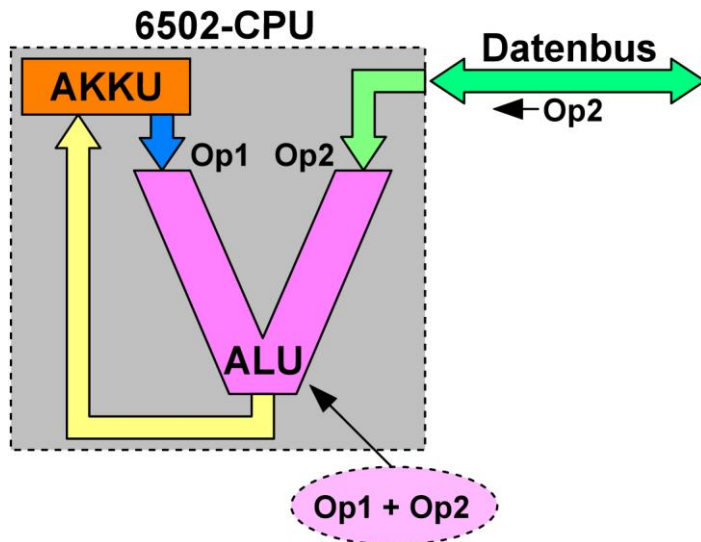 6502-CPU
AKKU
Datenbus
Op2
Op1
Op2
ALU
Op1 + Op2